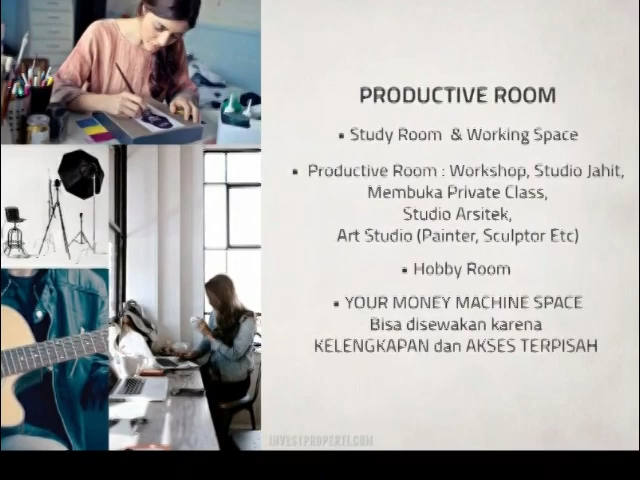 PRODUCTIVE ROOM
▪ Study Room & Working Space
▪ Productive Room : Workshop, Studio Jahit,
Membuka Private Class,
Studio Arsitek,
Art Studio (Painter, Sculptor Etc)
▪ Hobby Room
▪ YOUR MONEY MACHINE SPACE
Bisa disewakan karena
KELENGKAPAN dan AKSES TERPISAH
INVESTPROPERTI.COM